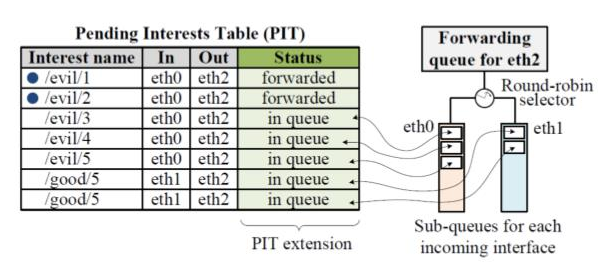 Pending Interests Table (PIT)
Interest name In Out Status
/evil/1 eth0 eth2 forwarded
/evil/2 eth0 eth2 forwarded
/evil/3 eth0 eth2 in queue
/evil/4 eth0 eth2 in queue
/evil/5 eth0 eth2 in queue
/good/5 eth1 eth2 in queue
/good/5 eth1 eth2 in queue
PIT extension
Forwarding
queue for eth2
Round-robin
selector
eth0 eth1
Sub-queues for each
incoming interface